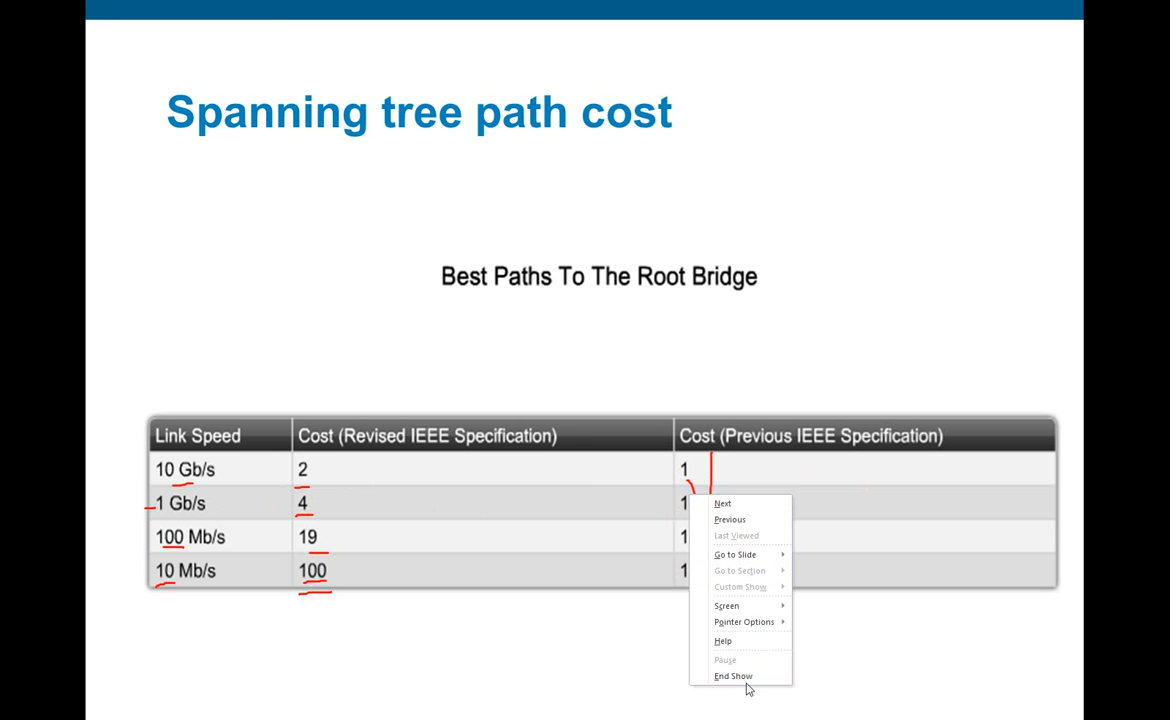 Spanning tree path cost
Best Paths To The Root Bridge
Link Speed Cost (Revised IEEE Specification) Cost (Previous IEEE Specification)
10 Gb/s 2 1
1 Gb/s 4 1
100 Mb/s 19
10 Mb/s 100
Next
Previous
Last Viewed
Go to Slide
Go to Section
Custom Show
Screen
Pointer Options
Help
Pause
End Show